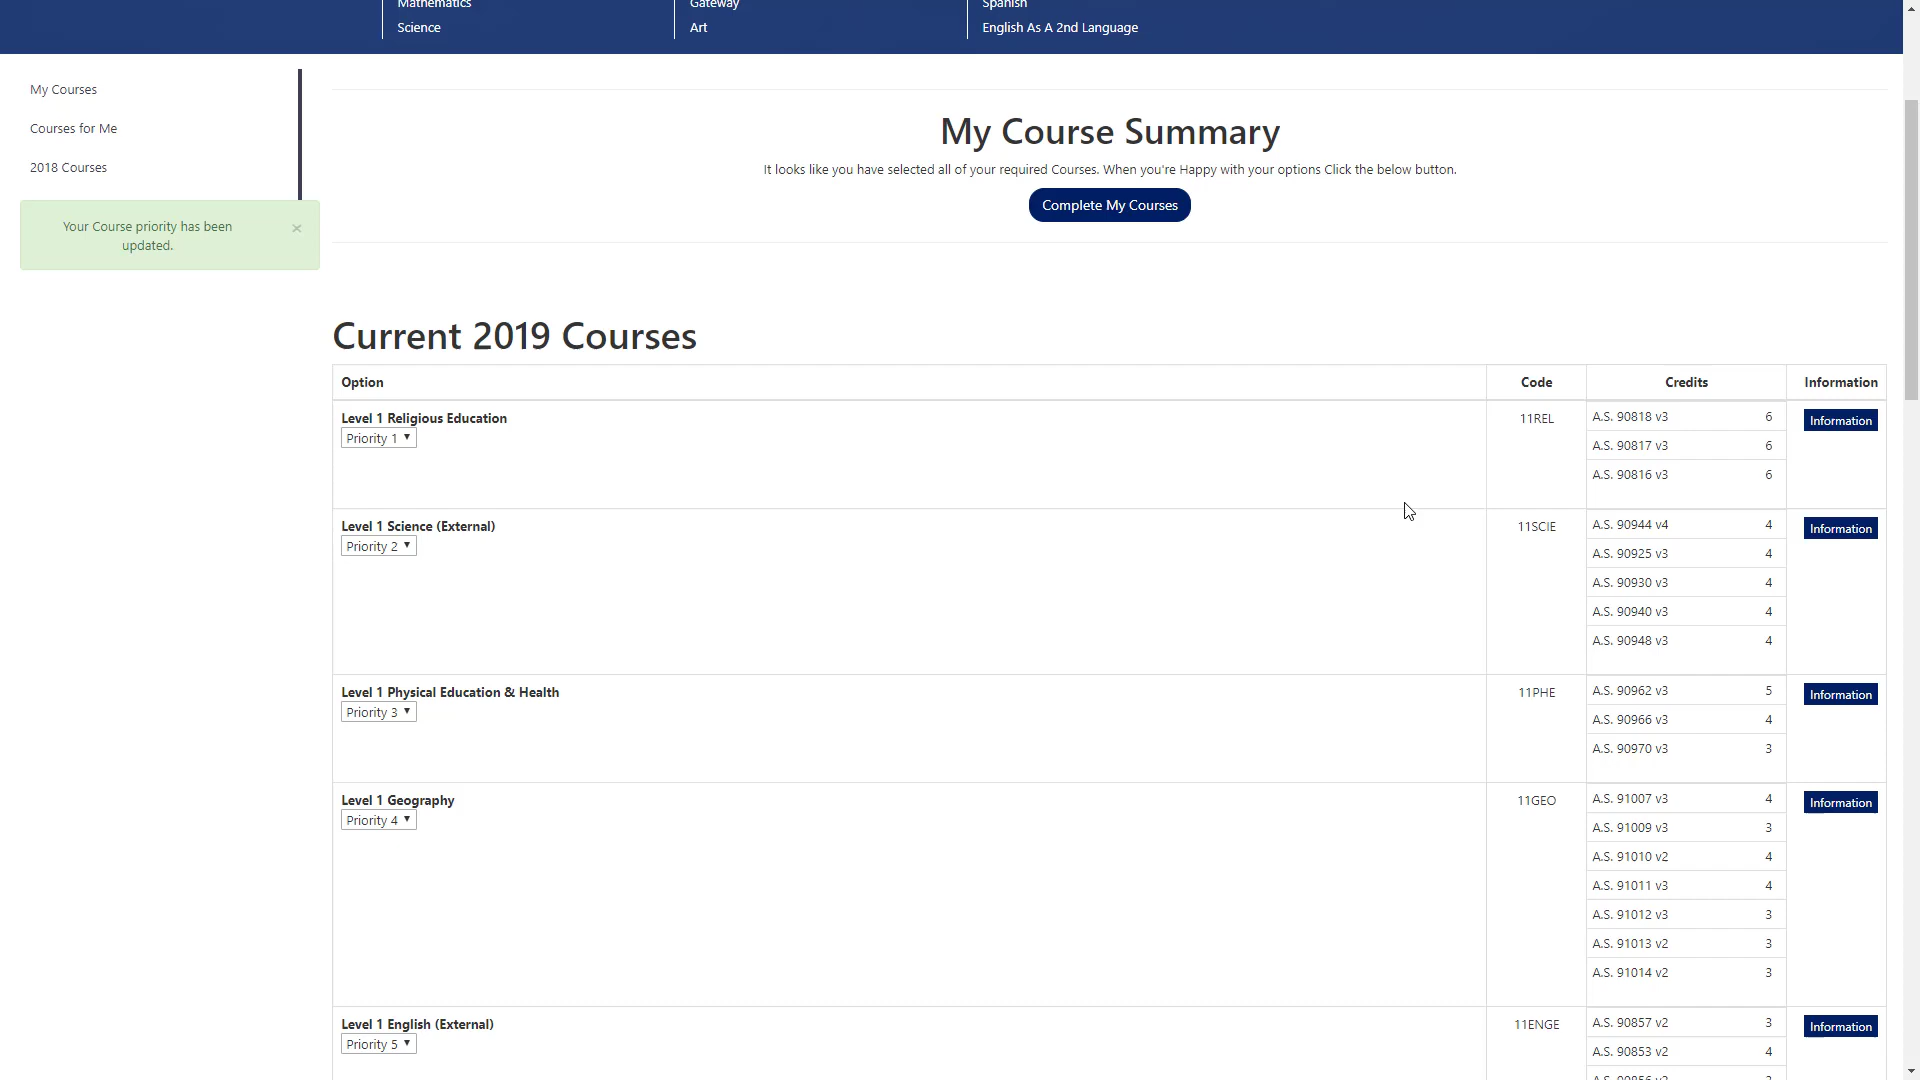 Mathematics
Gateway
Spanish
Science
Art
English As A 2nd Language
My Courses
Courses for Me
2018 Courses
Your Course priority has been
updated.
×
My Course Summary
It looks like you have selected all of your required Courses. When you're Happy with your options Click the below button.
Complete My Courses
Current 2019 Courses
Option Code Credits Information
Level 1 Religious Education
Priority 1
11REL
A.S. 90818 v3 6
A.S. 90817 v3 6
A.S. 90816 v3 6
Information
Level 1 Science (External)
Priority 2
11SCIE
A.S. 90944 v4 4
A.S. 90925 v3 4
A.S. 90930 v3 4
A.S. 90940 v3 4
A.S. 90948 v3 4
Information
Level 1 Physical Education & Health
Priority 3
11PHE
A.S. 90962 v3 5
A.S. 90966 v3 4
A.S. 90970 v3 3
Information
Level 1 Geography
Priority 4
11GEO
A.S. 91007 v3 4
A.S. 91009 v3 3
A.S. 91010 v2 4
A.S. 91011 v3 4
A.S. 91012 v3 3
A.S. 91013 v2 3
A.S. 91014 v2 3
Information
Level 1 English (External)
Priority 5
11ENGE
A.S. 90857 v2 3
A.S. 90853 v2 4
Information